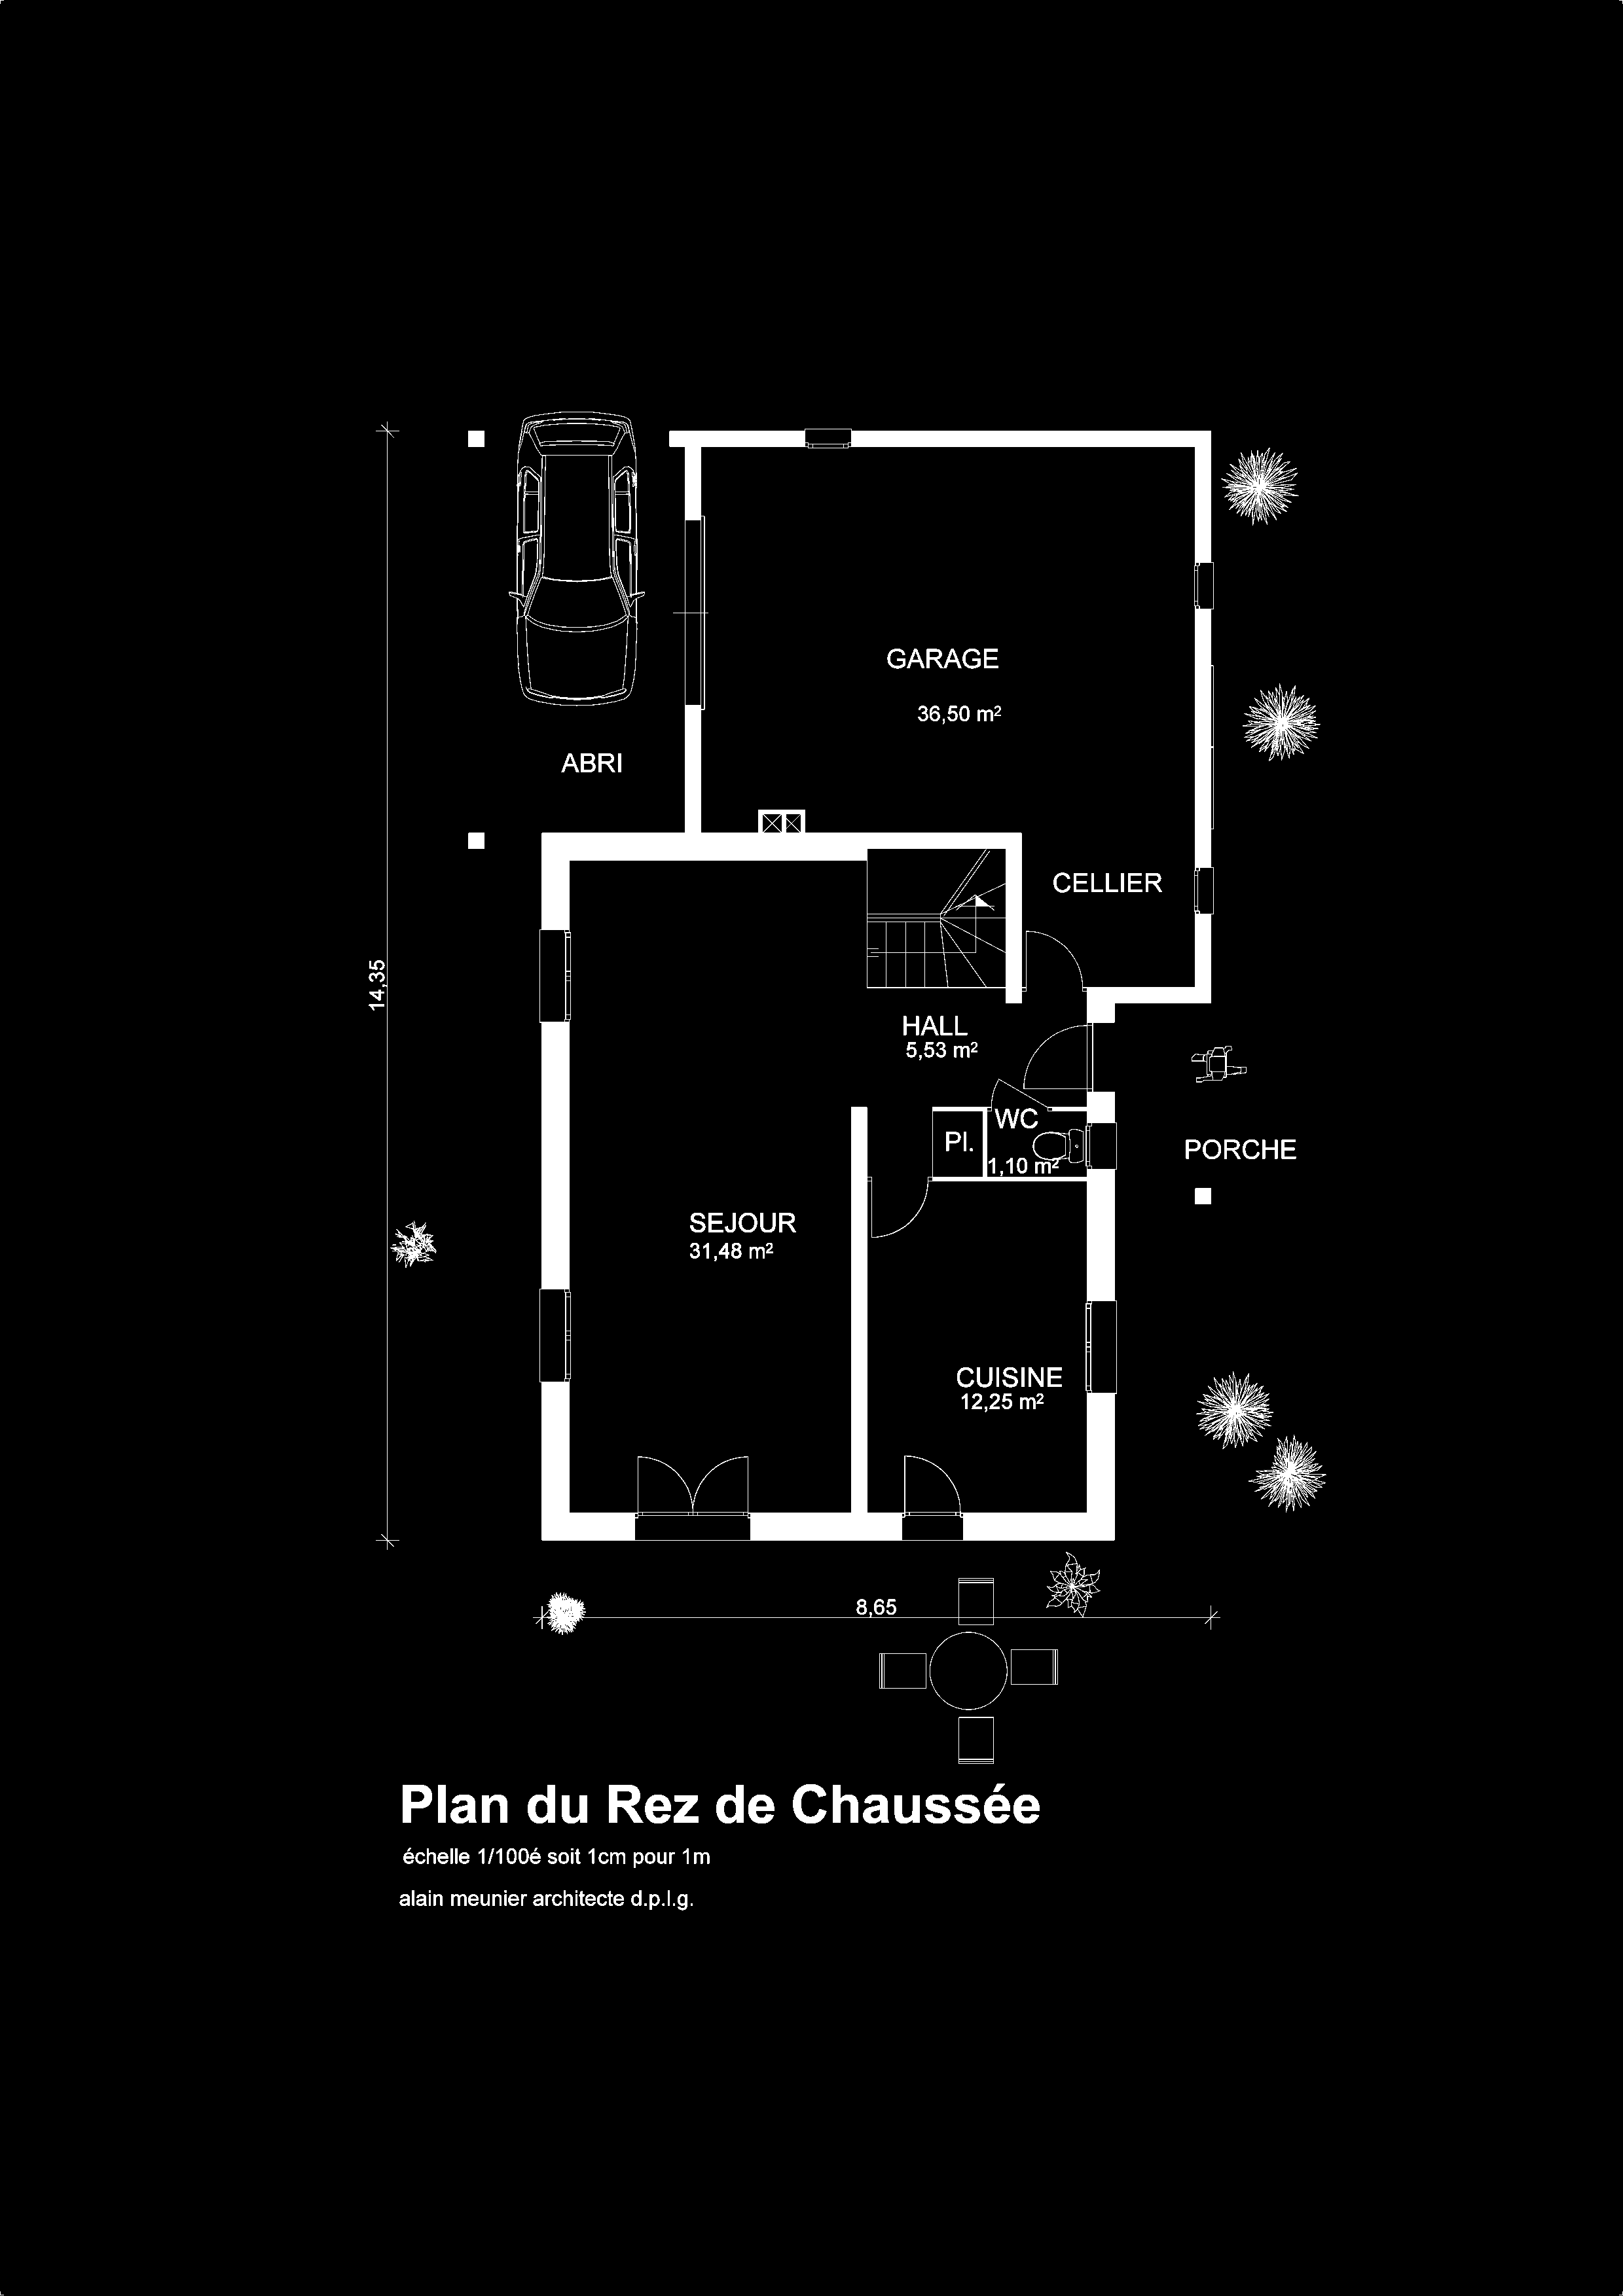 GARAGE
36,50 m²
ABRI
CELLIER
14,35
HALL
5,53 m²
WC
Pl.
1,10 m²
PORCHE
SEJOUR
31,48 m²
CUISINE
12,25 m²
8,65
Plan du Rez de Chaussée
échelle 1/100é soit 1cm pour 1m
alain meunier architecte d.p.l.g.